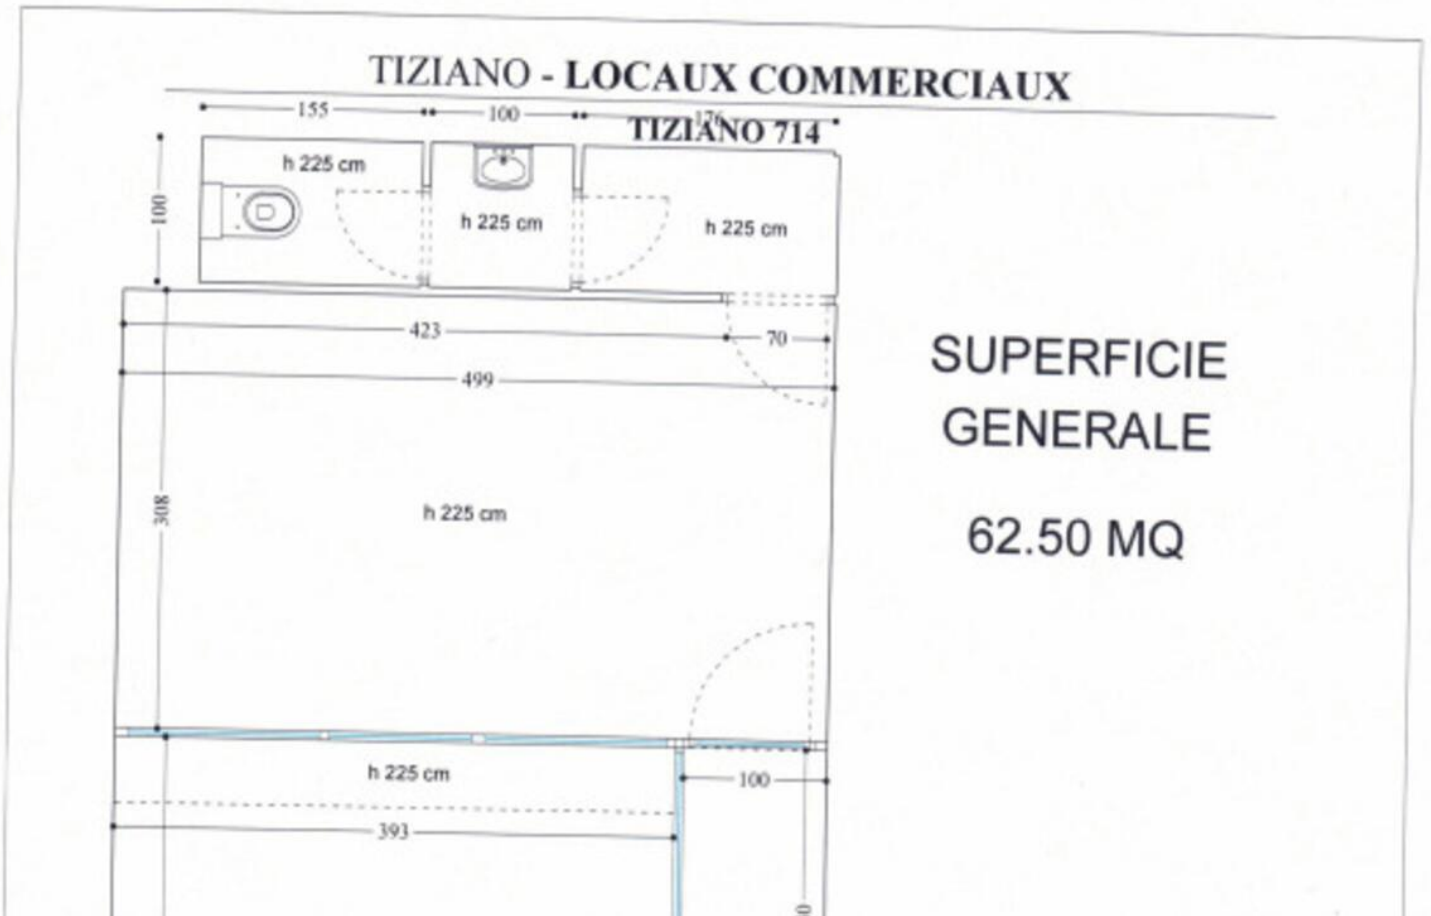 TIZIANO - LOCAUX COMMERCIAUX
155 100 176
TIZIANO 714
h 225 cm
100
h 225 cm
h 225 cm
423
70
499
SUPERFICIE
GENERALE
62.50 MQ
308
h 225 cm
h 225 cm
100
393